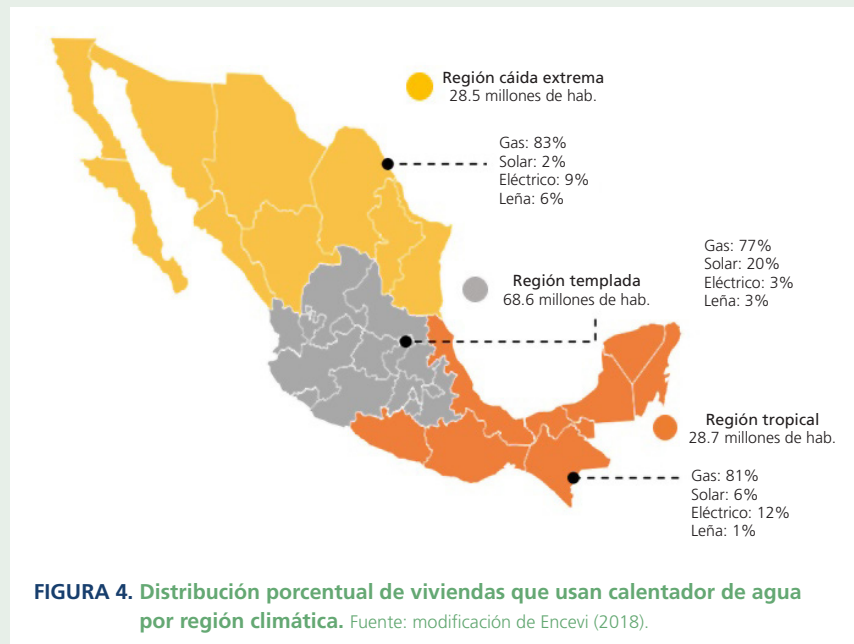 Región cáida extrema
28.5 millones de hab.
Gas: 83%
Solar: 2%
Eléctrico: 9%
Leña: 6%
Región templada
68.6 millones de hab.
Gas: 77%
Solar: 20%
Eléctrico: 3%
Leña: 3%
Región tropical
28.7 millones de hab.
Gas: 81%
Solar: 6%
Eléctrico: 12%
Leña: 1%
FIGURA 4. Distribución porcentual de viviendas que usan calentador de agua
por región climática. Fuente: modificación de Encevi (2018).